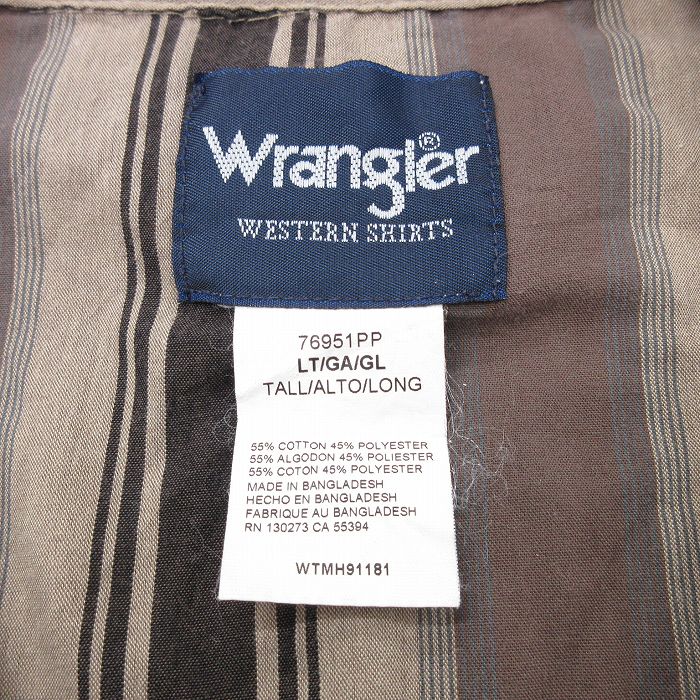 Wrangler®
WESTERN SHIRTS
76951PP
LT/GA/GL
TALL/ALTO/LONG
55% COTTON 45% POLYESTER
55% ALGODON 45% POLIESTER
55% COTON 45% POLYESTER
MADE IN BANGLADESH
HECHO EN BANGLADESH
FABRIQUE AU BANGLADESH
RN 130273 CA 55394
WTMH91181